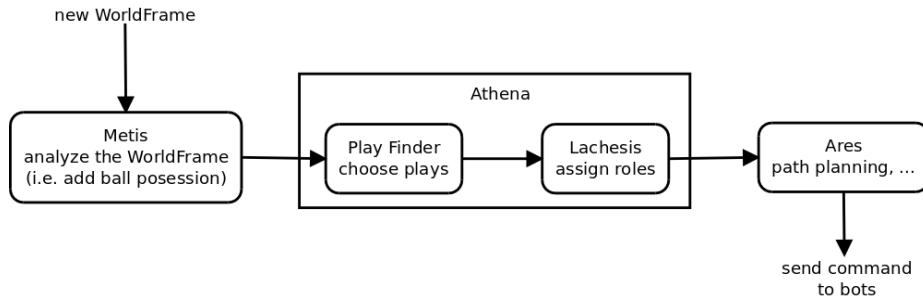 new WorldFrame
Athena
Metis
analyze the WorldFrame
(i.e. add ball posession)
Play Finder
choose plays
Lachesis
assign roles
Ares
path planning, ...
send command
to bots